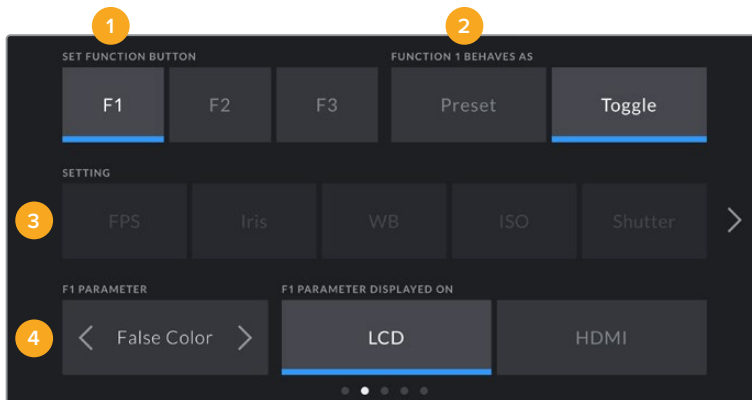 1
2
SET FUNCTION BUTTON
FUNCTION 1 BEHAVES AS
F1
F2
F3
Preset
Toggle
SETTING
3
FPS
Iris
WB
ISO
Shutter
F1 PARAMETER
F1 PARAMETER DISPLAYED ON
4
False Color
LCD
HDMI